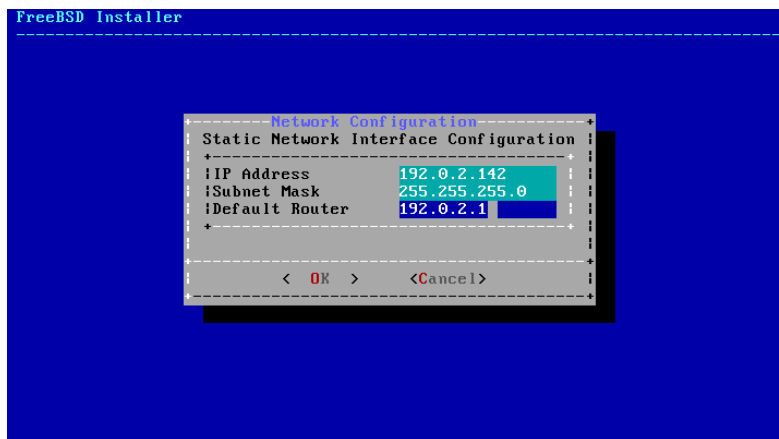 FreeBSD Installer
Network Configuration
Static Network Interface Configuration
IP Address 192.0.2.142
Subnet Mask 255.255.255.0
Default Router 192.0.2.1
< OK > <Cancel>